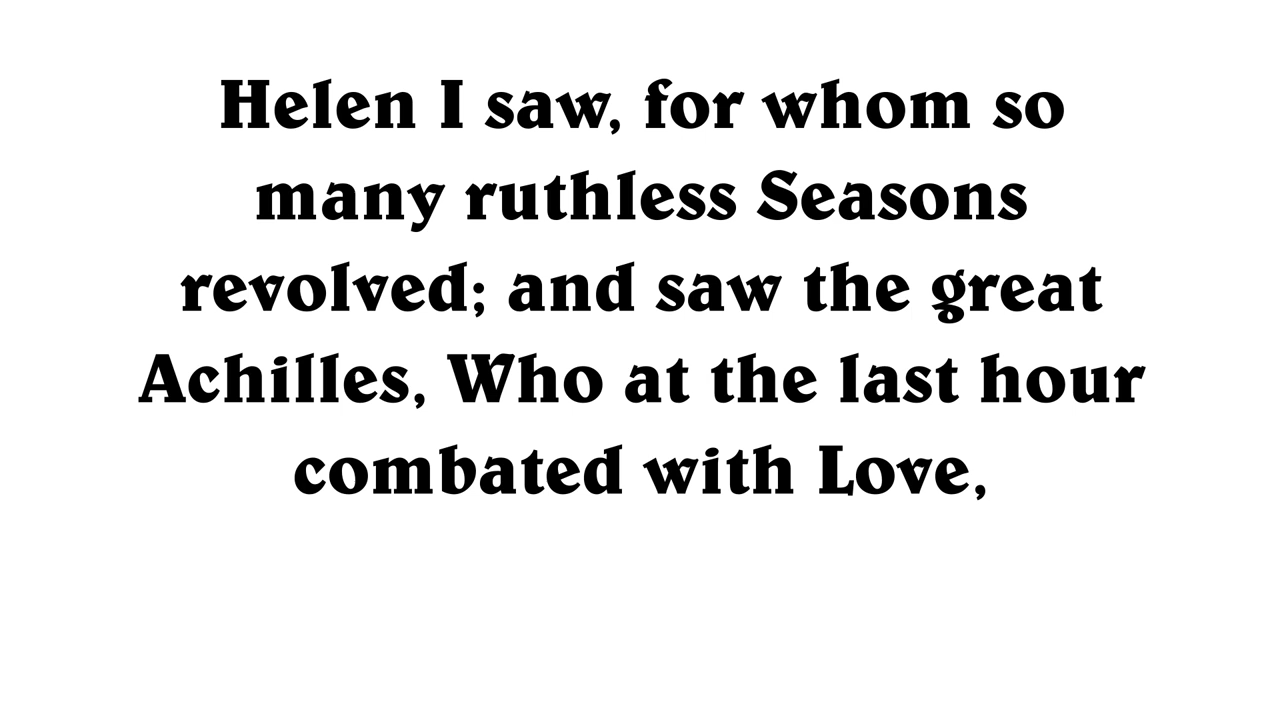 Helen I saw, for whom so
many ruthless Seasons
revolved; and saw the great
Achilles, Who at the last hour
combated with Love,